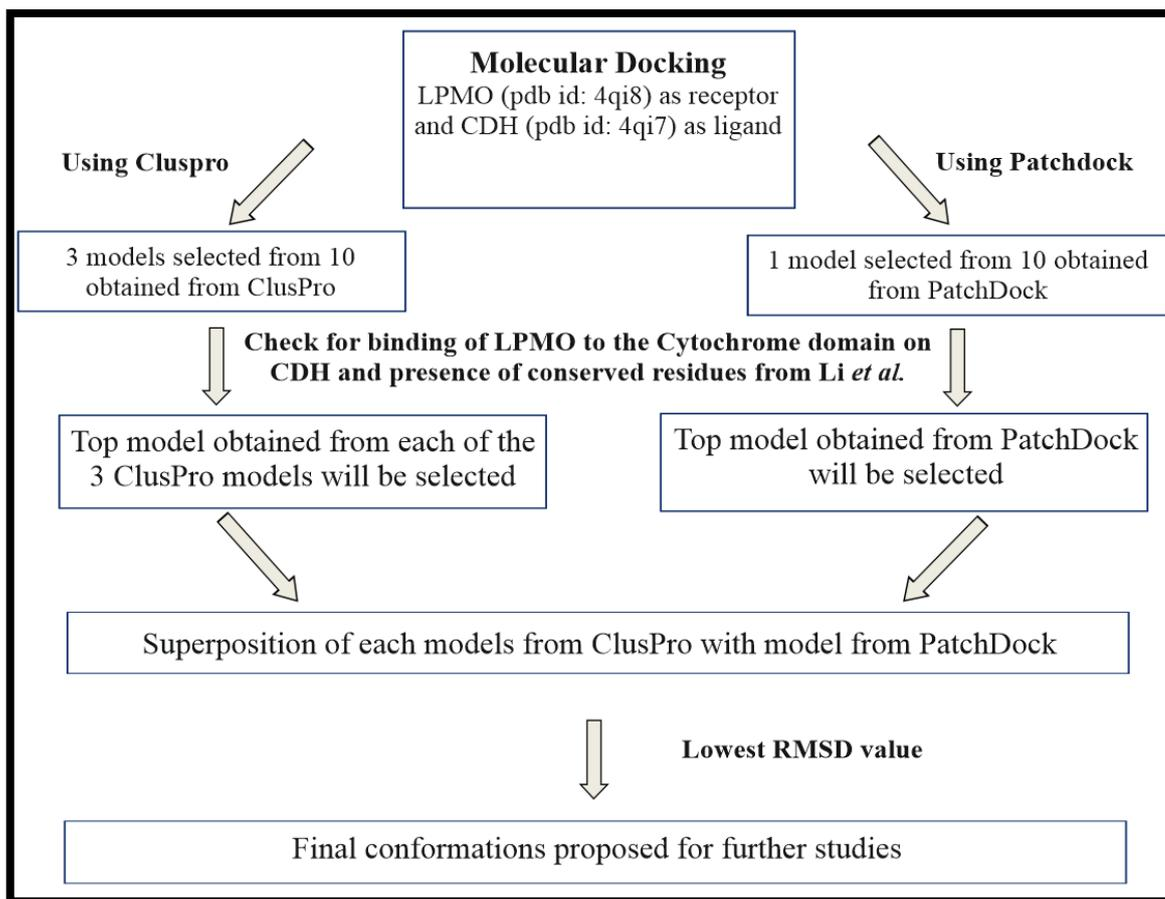 Molecular Docking
LPMO (pdb id: 4qi8) as receptor
and CDH (pdb id: 4qi7) as ligand
Using Cluspro
Using Patchdock
3 models selected from 10
obtained from ClusPro
1 model selected from 10 obtained
from PatchDock
Check for binding of LPMO to the Cytochrome domain on
CDH and presence of conserved residues from Li et al.
Top model obtained from each of the
3 ClusPro models will be selected
Top model obtained from PatchDock
will be selected
Superposition of each models from ClusPro with model from PatchDock
Lowest RMSD value
Final conformations proposed for further studies